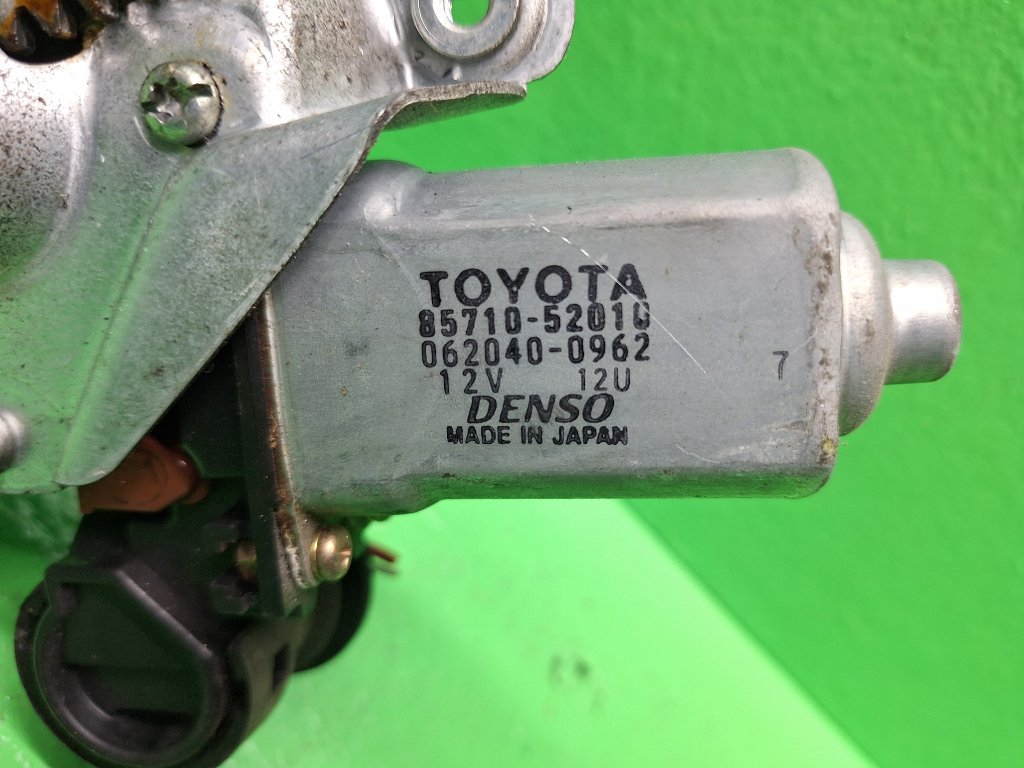 TOYOTA
85710-52010
062040-0962
12V 12U
7
DENSO
MADE IN JAPAN